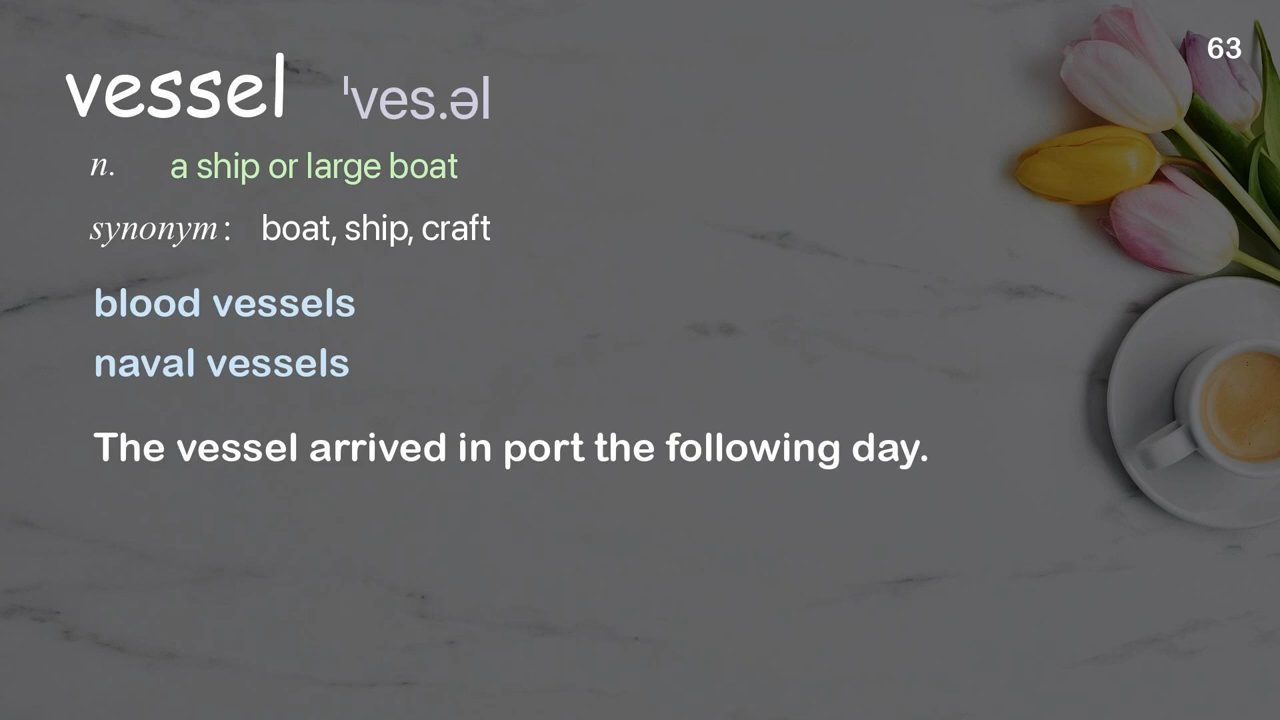 63
vessel ˈves.əl
n. a ship or large boat
synonym: boat, ship, craft
blood vessels
naval vessels
The vessel arrived in port the following day.